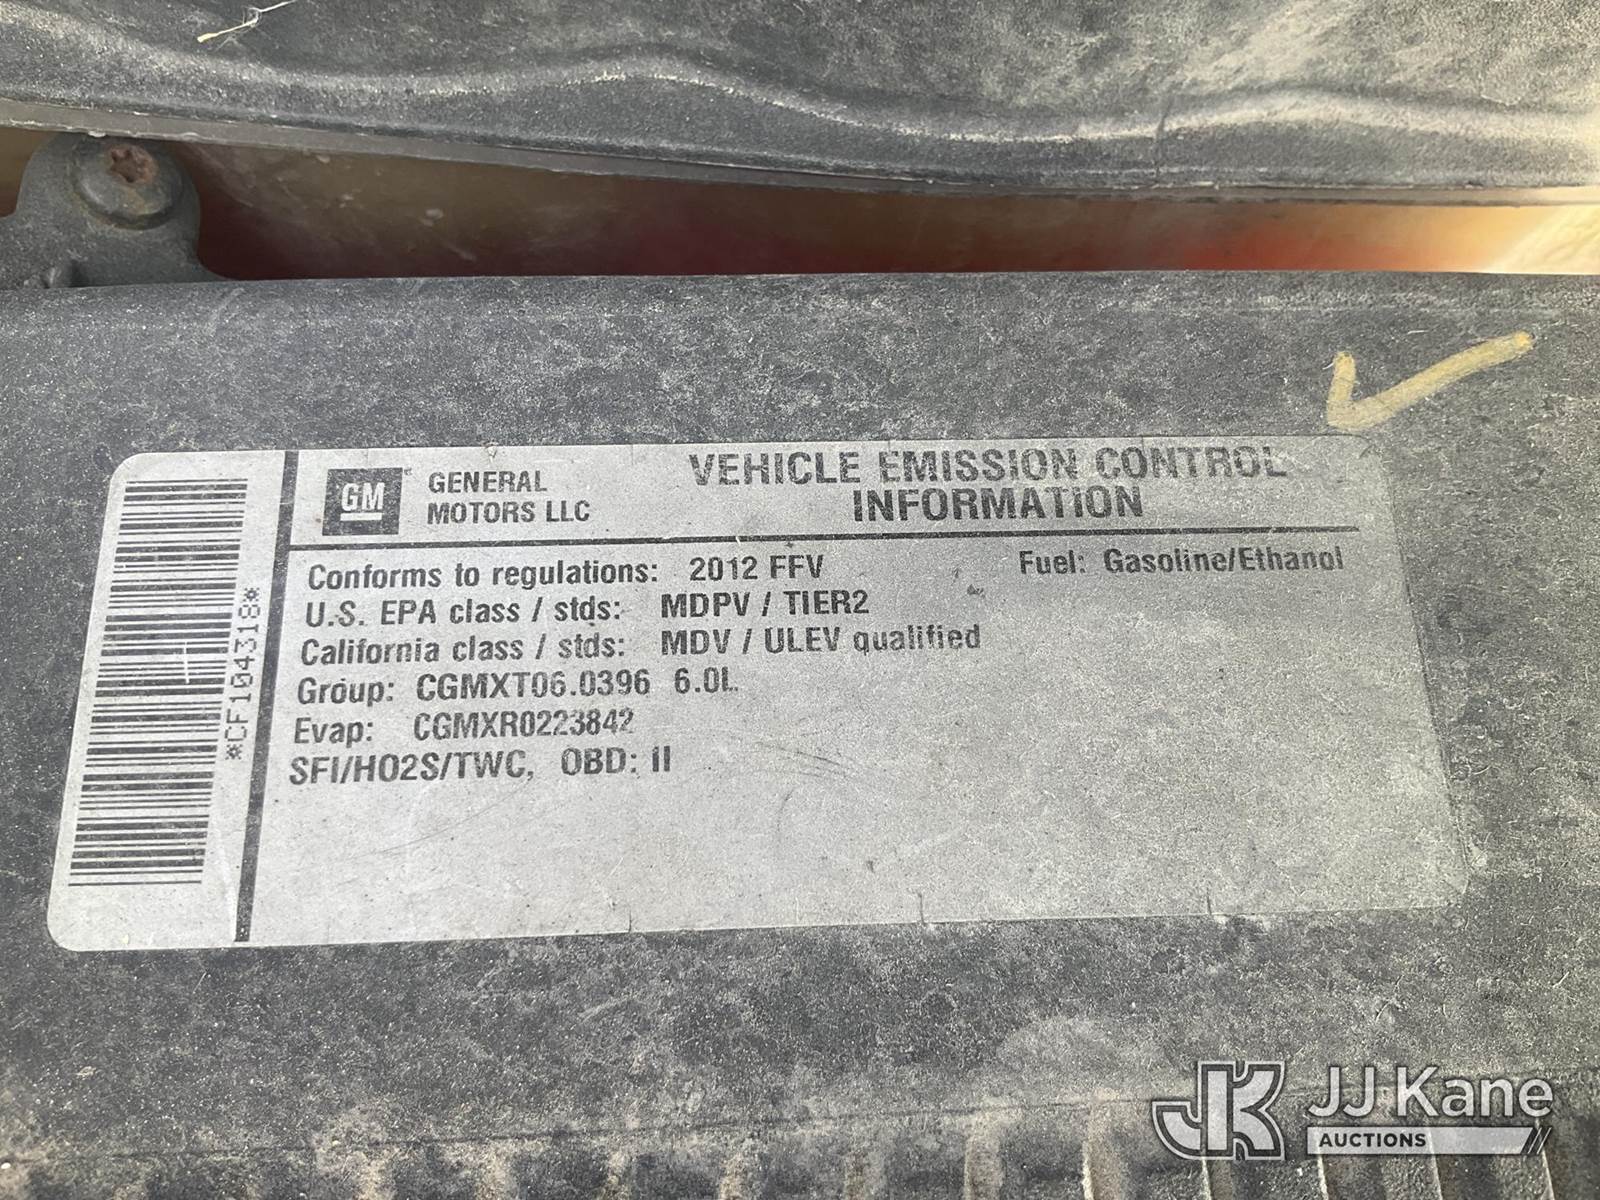 GM GENERAL MOTORS LLC
VEHICLE EMISSION CONTROL
INFORMATION
Conforms to regulations: 2012 FFV Fuel: Gasoline/Ethanol
U.S. EPA class / stds: MDPV / TIER2
California class / stds: MDV / ULEV qualified
Group: CGMXT06.0396 6.0L
Evap: CGMXR0223842
SFI/HO2S/TWC, OBD: II
*CF104318*
JK JJ Kane
AUCTIONS